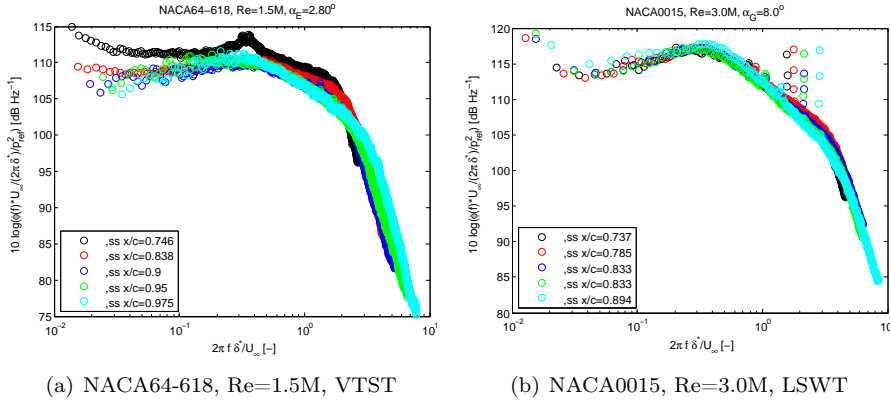 NACA64−618, Re=1.5M, α_E=2.80°
115
110
105
100
95
90
85
80
75
10 log(φ(f)*U_∞/(2π δ*)/p²_ref) [dB Hz⁻¹]
,ss x/c=0.746
,ss x/c=0.838
,ss x/c=0.9
,ss x/c=0.95
,ss x/c=0.975
10⁻² 10⁻¹ 10⁰ 10¹
2π f δ*/U_∞ [−]
(a) NACA64-618, Re=1.5M, VTST
NACA0015, Re=3.0M, α_G=8.0°
120
115
110
105
100
95
90
85
80
10 log(φ(f)*U_∞/(2π δ*)/p²_ref) [dB Hz⁻¹]
,ss x/c=0.737
,ss x/c=0.785
,ss x/c=0.833
,ss x/c=0.833
,ss x/c=0.894
10⁻² 10⁻¹ 10⁰ 10
2π f δ*/U_∞ [−]
(b) NACA0015, Re=3.0M, LSWT